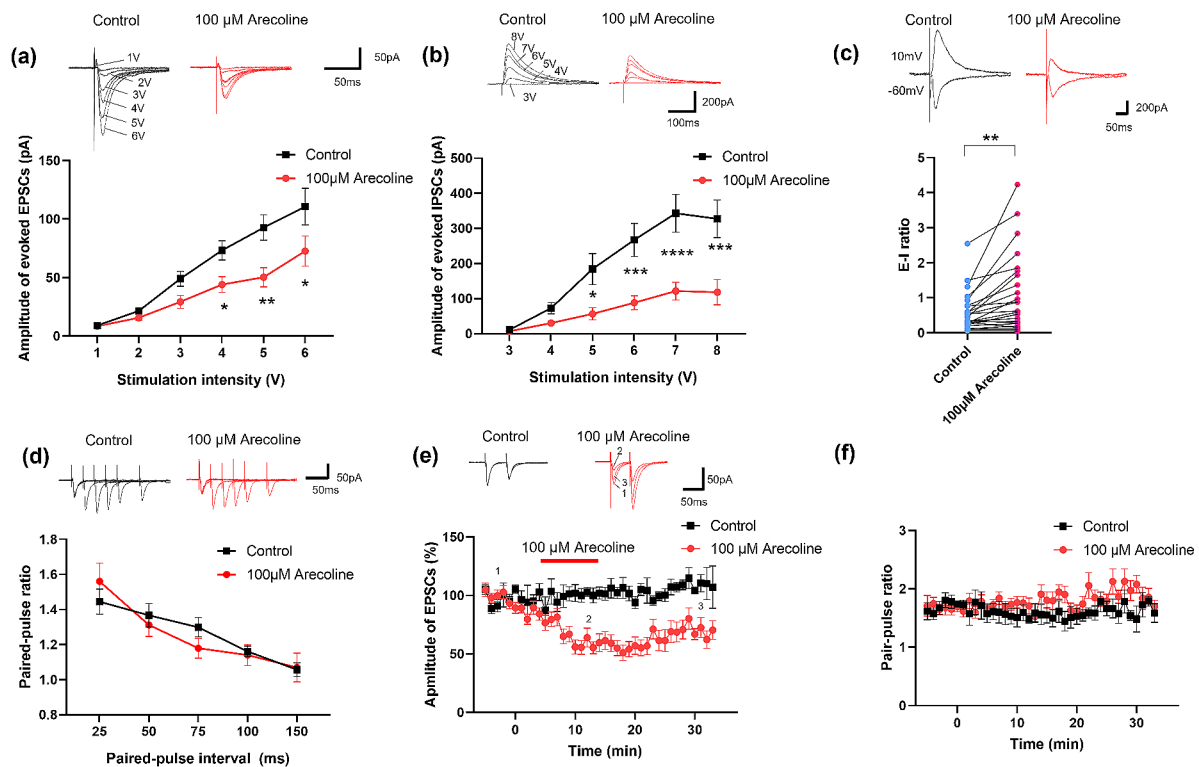 (a)
Control
100 µM Arecoline
1V
2V
3V
4V
5V
6V
50pA
50ms
Amplitude of evoked EPSCs (pA)
150
100
50
0
1 2 3 4 5 6
Stimulation intensity (V)
Control
100µM Arecoline
* ** *
(b)
Control
100 µM Arecoline
8V
7V
6V
5V
4V
3V
200pA
100ms
Amplitude of evoked IPSCs (pA)
500
400
300
200
100
0
3 4 5 6 7 8
Stimulation intensity (V)
Control
100µM Arecoline
* *** **** ***
(c)
Control
100 µM Arecoline
10mV
-60mV
200pA
50ms
**
E-I ratio
5
4
3
2
1
0
Control
100µM Arecoline
(d)
Control
100 µM Arecoline
50pA
50ms
Paired-pulse ratio
1.8
1.6
1.4
1.2
1.0
0.8
25 50 75 100 150
Paired-pulse interval (ms)
Control
100µM Arecoline
(e)
Control
100 µM Arecoline
2
3
1
50pA
50ms
Control
100 µM Arecoline
100 µM Arecoline
1
2
3
Apmlitude of EPSCs (%)
150
100
50
0
0 10 20 30
Time (min)
(f)
Control
100 µM Arecoline
Pair-pulse ratio
3
2
1
0
0 10 20 30
Time (min)